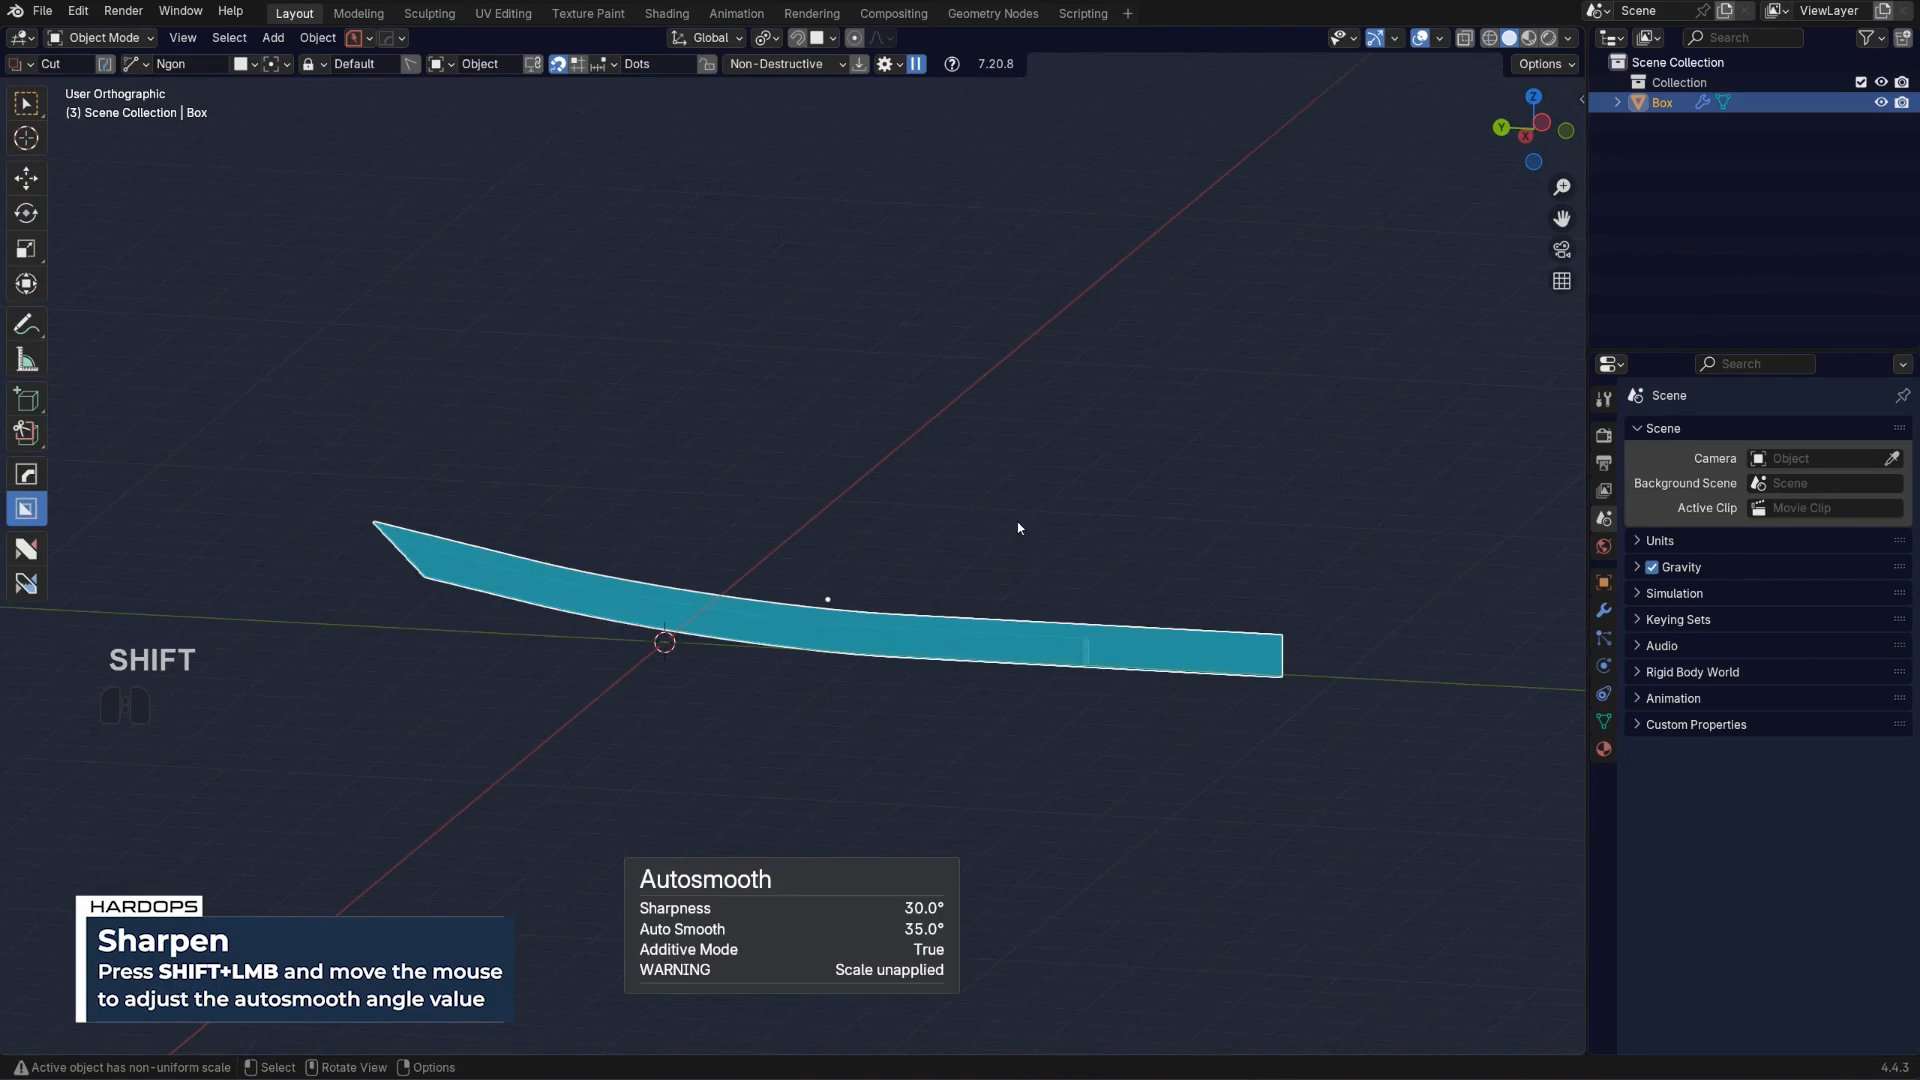 File Edit Render Window Help Layout Modeling Sculpting UV Editing Texture Paint Shading Animation Rendering Compositing Geometry Nodes Scripting + Scene ViewLayer
Object Mode View Select Add Object Global Search
Cut Ngon Default Object Dots Non-Destructive 7.20.8 Options
Scene Collection
Collection
Box
User Orthographic
(3) Scene Collection | Box
Z
Y
X
Search
Scene
Scene
Camera Object
Background Scene Scene
Active Clip Movie Clip
Units
Gravity
Simulation
Keying Sets
Audio
Rigid Body World
Animation
Custom Properties
SHIFT
Autosmooth
Sharpness 30.0°
Auto Smooth 35.0°
Additive Mode True
WARNING Scale unapplied
HARDOPS
Sharpen
Press SHIFT+LMB and move the mouse
to adjust the autosmooth angle value
Active object has non-uniform scale Select Rotate View Options 4.4.3